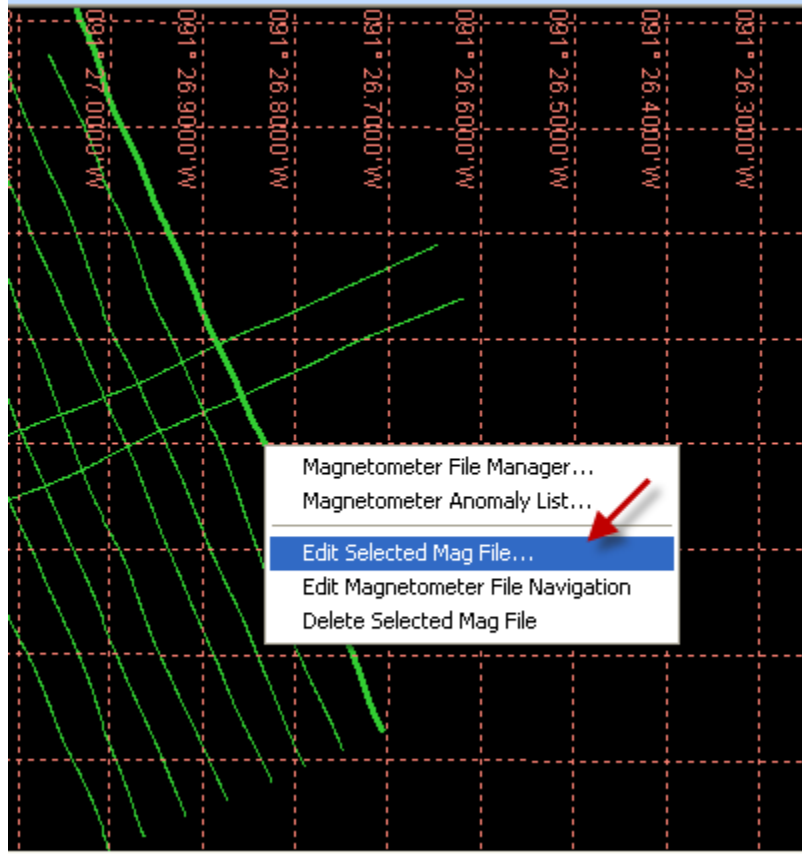 091° 27.0000'W
091° 26.9000'W
091° 26.8000'W
091° 26.7000'W
091° 26.6000'W
091° 26.5000'W
091° 26.4000'W
091° 26.3000'W
Magnetometer File Manager...
Magnetometer Anomaly List...
Edit Selected Mag File...
Edit Magnetometer File Navigation
Delete Selected Mag File